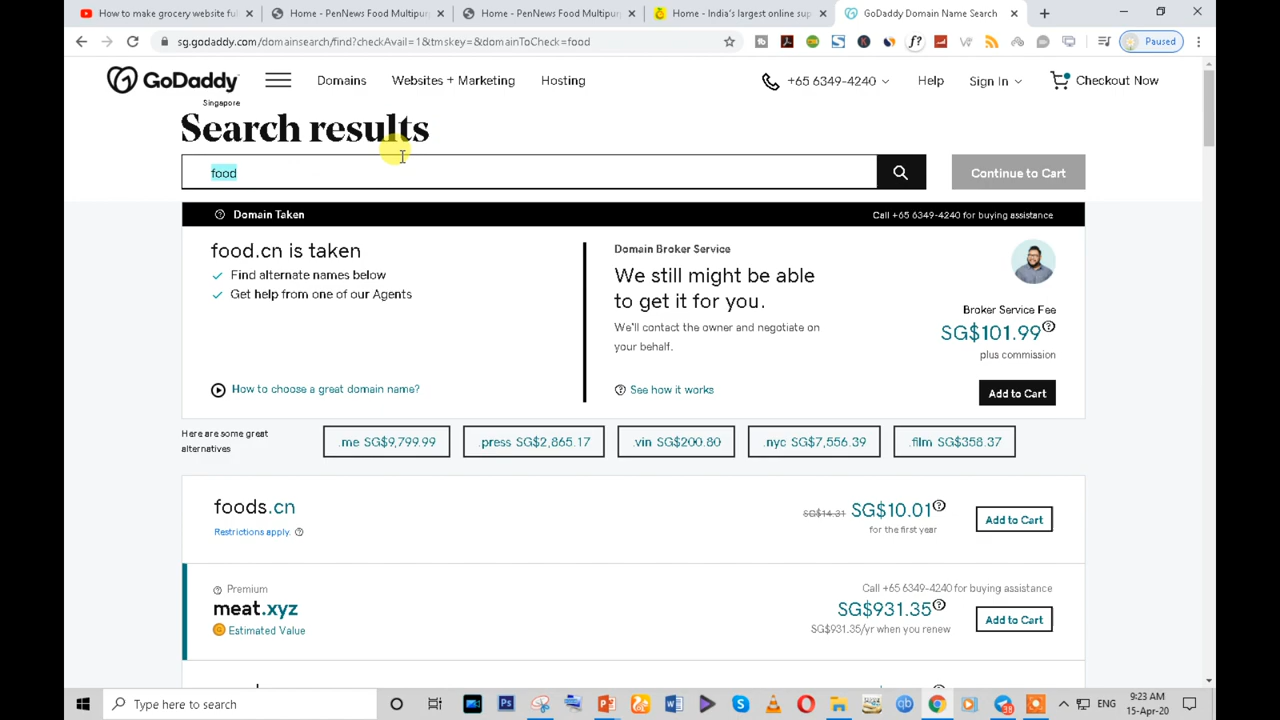 How to make grocery website ful
Home - PenNews Food Multipur
Home - PenNews Food Multipur
Home - India's largest online sup
GoDaddy Domain Name Search
sg.godaddy.com/domainsearch/find?checkAvail=1&tmskey=&domainToCheck=food
Paused
GoDaddy
Singapore
Domains
Websites + Marketing
Hosting
+65 6349-4240
Help
Sign In
Checkout Now
Search results
food
Continue to Cart
Domain Taken
Call +65 6349-4240 for buying assistance
food.cn is taken
Find alternate names below
Get help from one of our Agents
How to choose a great domain name?
Domain Broker Service
We still might be able
to get it for you.
We'll contact the owner and negotiate on
your behalf.
See how it works
Broker Service Fee
SG$101.99
plus commission
Add to Cart
Here are some great
alternatives
.me SG$9,799.99
.press SG$2,865.17
.vin SG$200.80
.nyc SG$7,556.39
.film SG$358.37
foods.cn
Restrictions apply.
SG$14.31 SG$10.01
for the first year
Add to Cart
Premium
meat.xyz
Estimated Value
Call +65 6349-4240 for buying assistance
SG$931.35
SG$931.35/yr when you renew
Add to Cart
Type here to search
ENG
9:23 AM
15-Apr-20